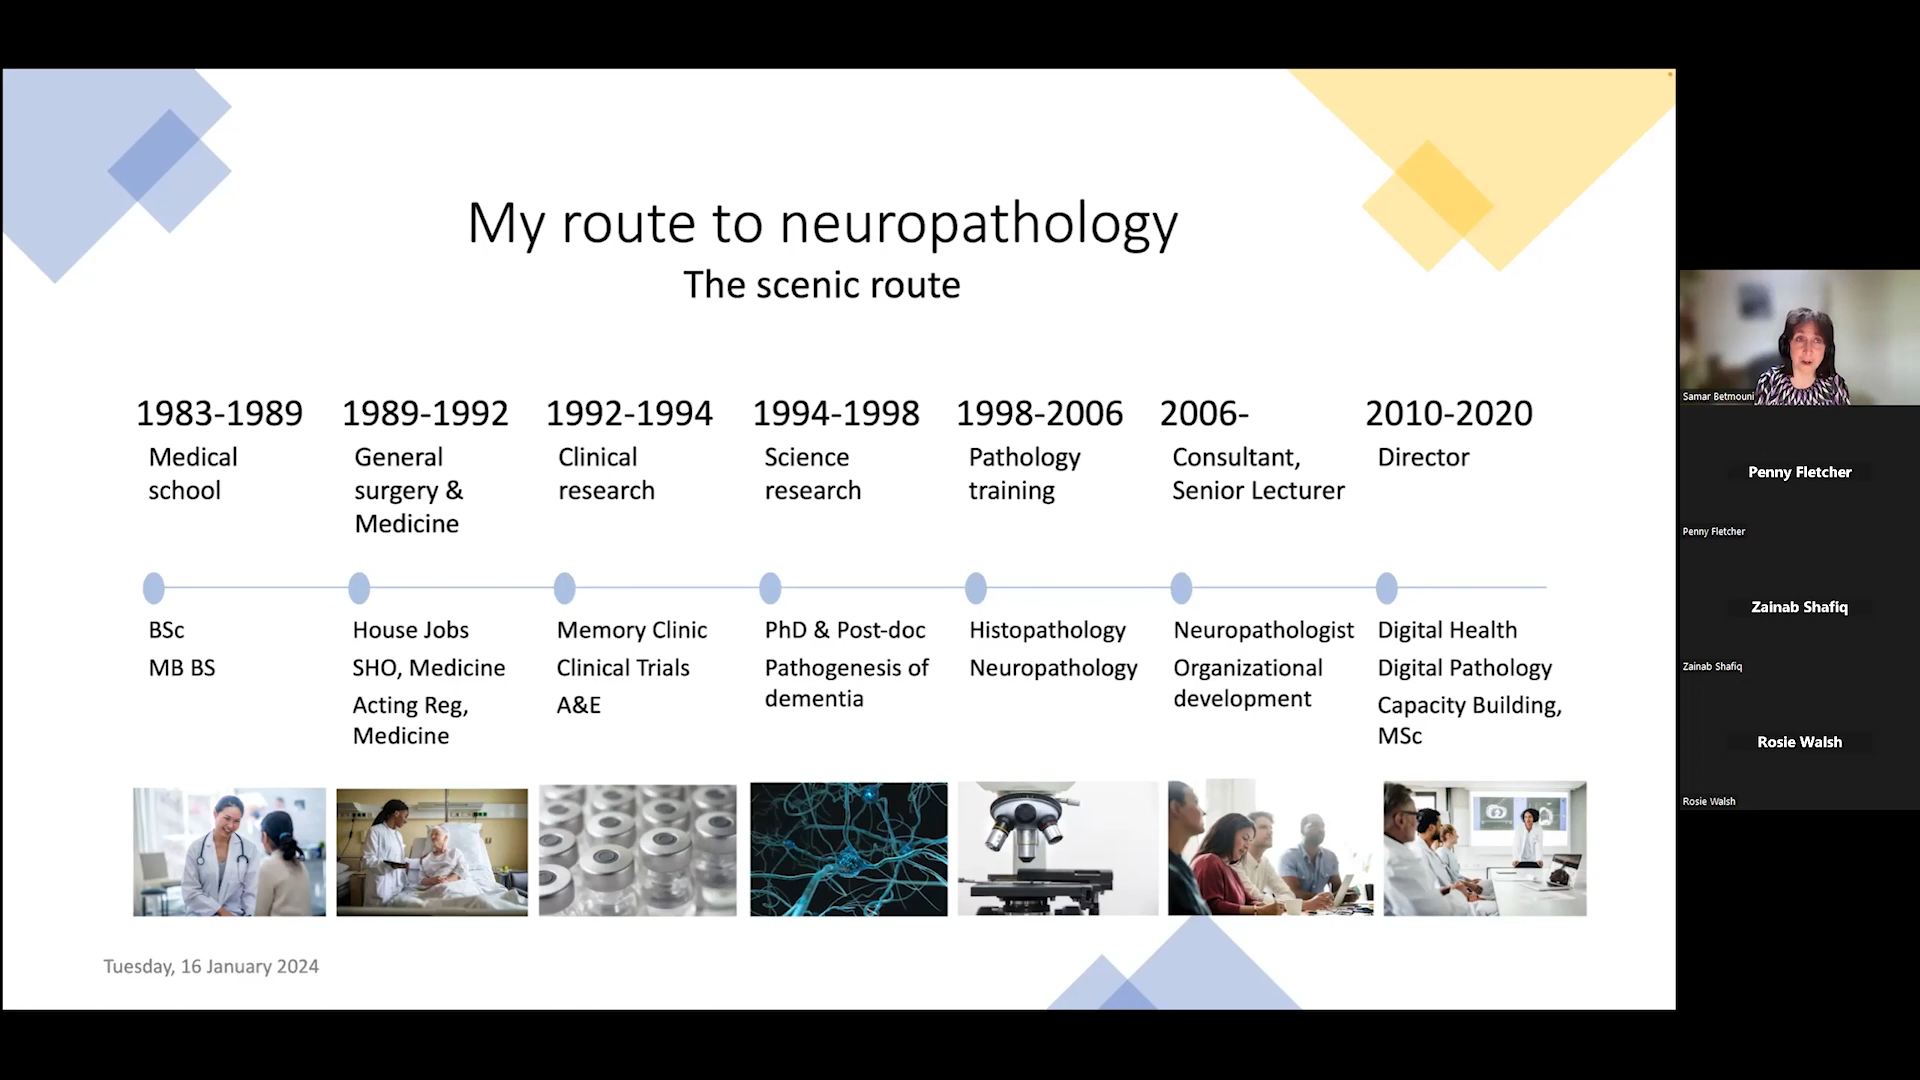 My route to neuropathology
The scenic route
1983-1989
Medical
school
BSc
MB BS
1989-1992
General
surgery &
Medicine
House Jobs
SHO, Medicine
Acting Reg,
Medicine
1992-1994
Clinical
research
Memory Clinic
Clinical Trials
A&E
1994-1998
Science
research
PhD & Post-doc
Pathogenesis of
dementia
1998-2006
Pathology
training
Histopathology
Neuropathology
2006-
Consultant,
Senior Lecturer
Neuropathologist
Organizational
development
2010-2020
Director
Digital Health
Digital Pathology
Capacity Building,
MSc
Tuesday, 16 January 2024
Samar Betmouni
Penny Fletcher
Penny Fletcher
Zainab Shafiq
Zainab Shafiq
Rosie Walsh
Rosie Walsh